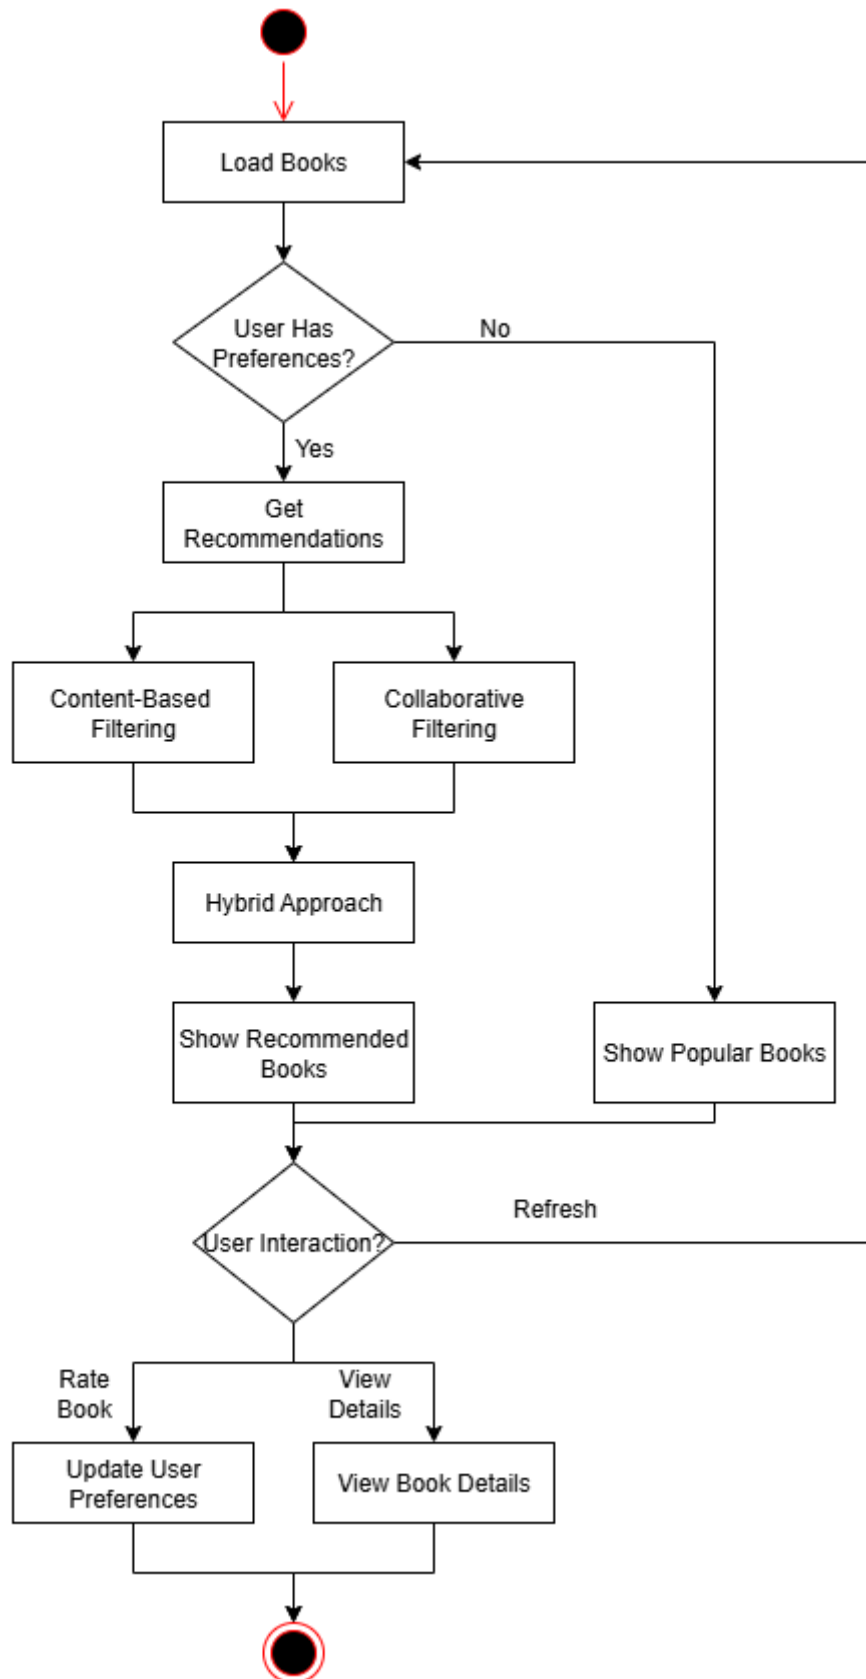 Load Books
User Has
Preferences?
No
Yes
Get
Recommendations
Content-Based
Filtering
Collaborative
Filtering
Hybrid Approach
Show Recommended
Books
Show Popular Books
User Interaction?
Refresh
Rate
Book
View
Details
Update User
Preferences
View Book Details